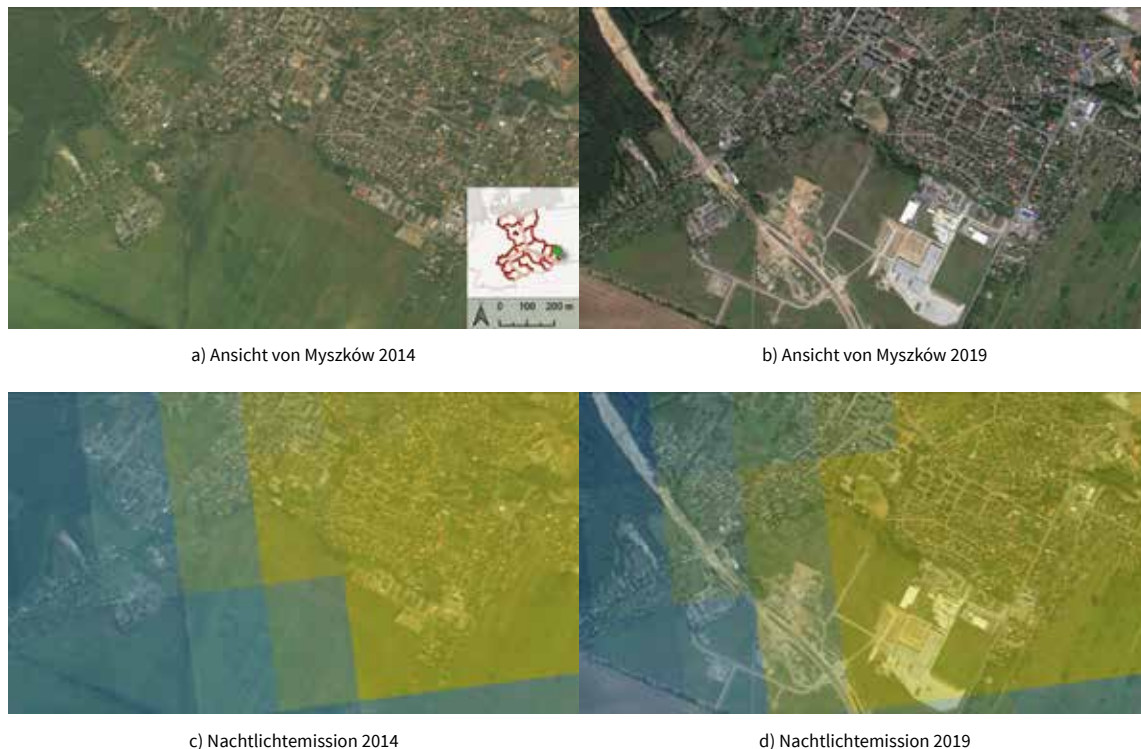 0 100 200 m
a) Ansicht von Myszków 2014
b) Ansicht von Myszków 2019
c) Nachtlichtemission 2014
d) Nachtlichtemission 2019